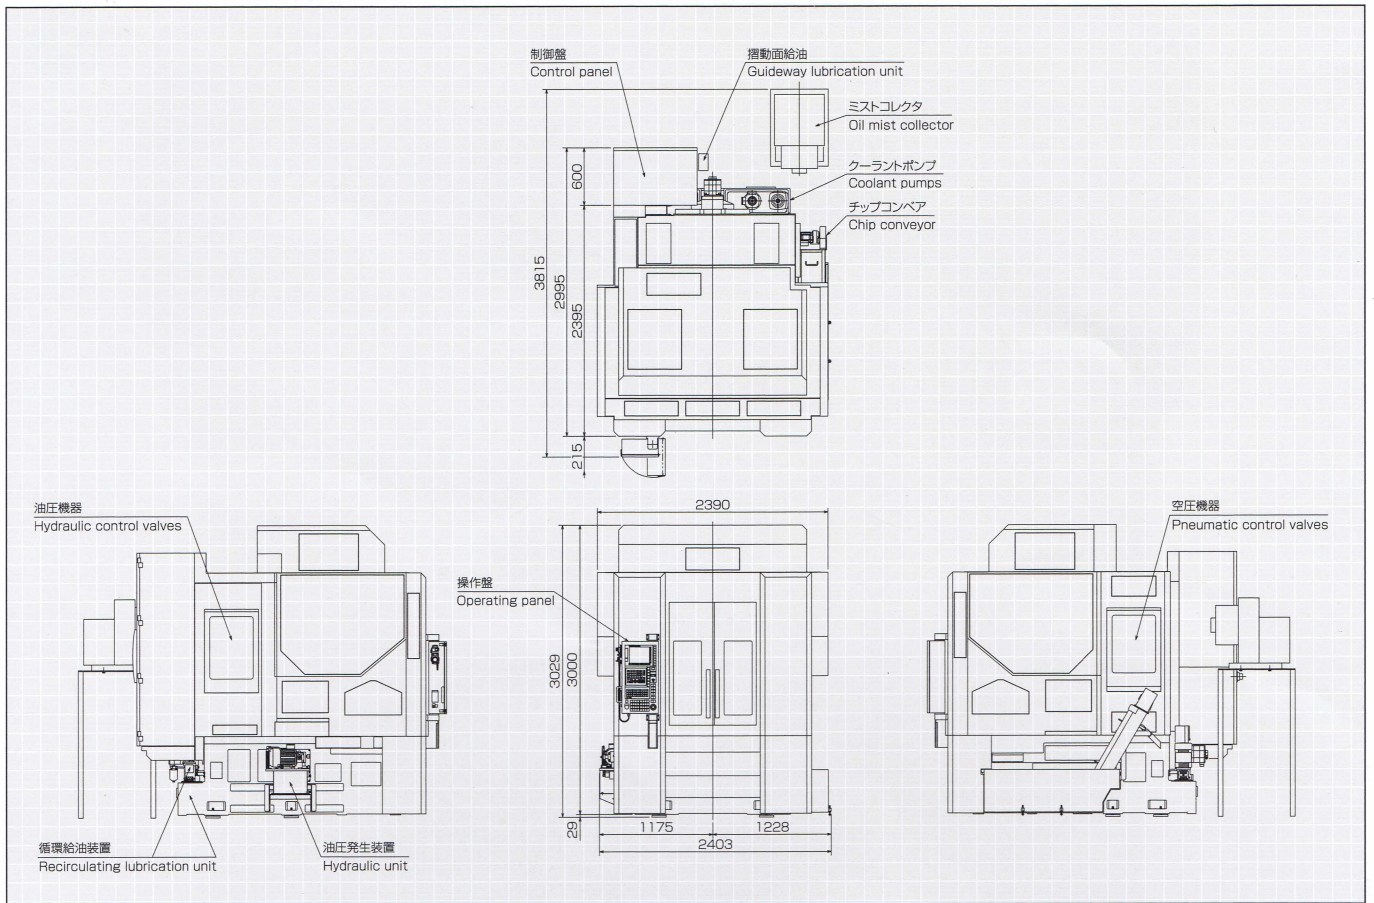 制御盤
Control panel
摺動面給油
Guideway lubrication unit
ミストコレクタ
Oil mist collector
クーラントポンプ
Coolant pumps
チップコンベア
Chip conveyor
600
3815
2995
2395
215
油圧機器
Hydraulic control valves
2390
空圧機器
Pneumatic control valves
操作盤
Operating panel
3029
3000
29
1175
1228
2403
循環給油装置
Recirculating lubrication unit
油圧発生装置
Hydraulic unit